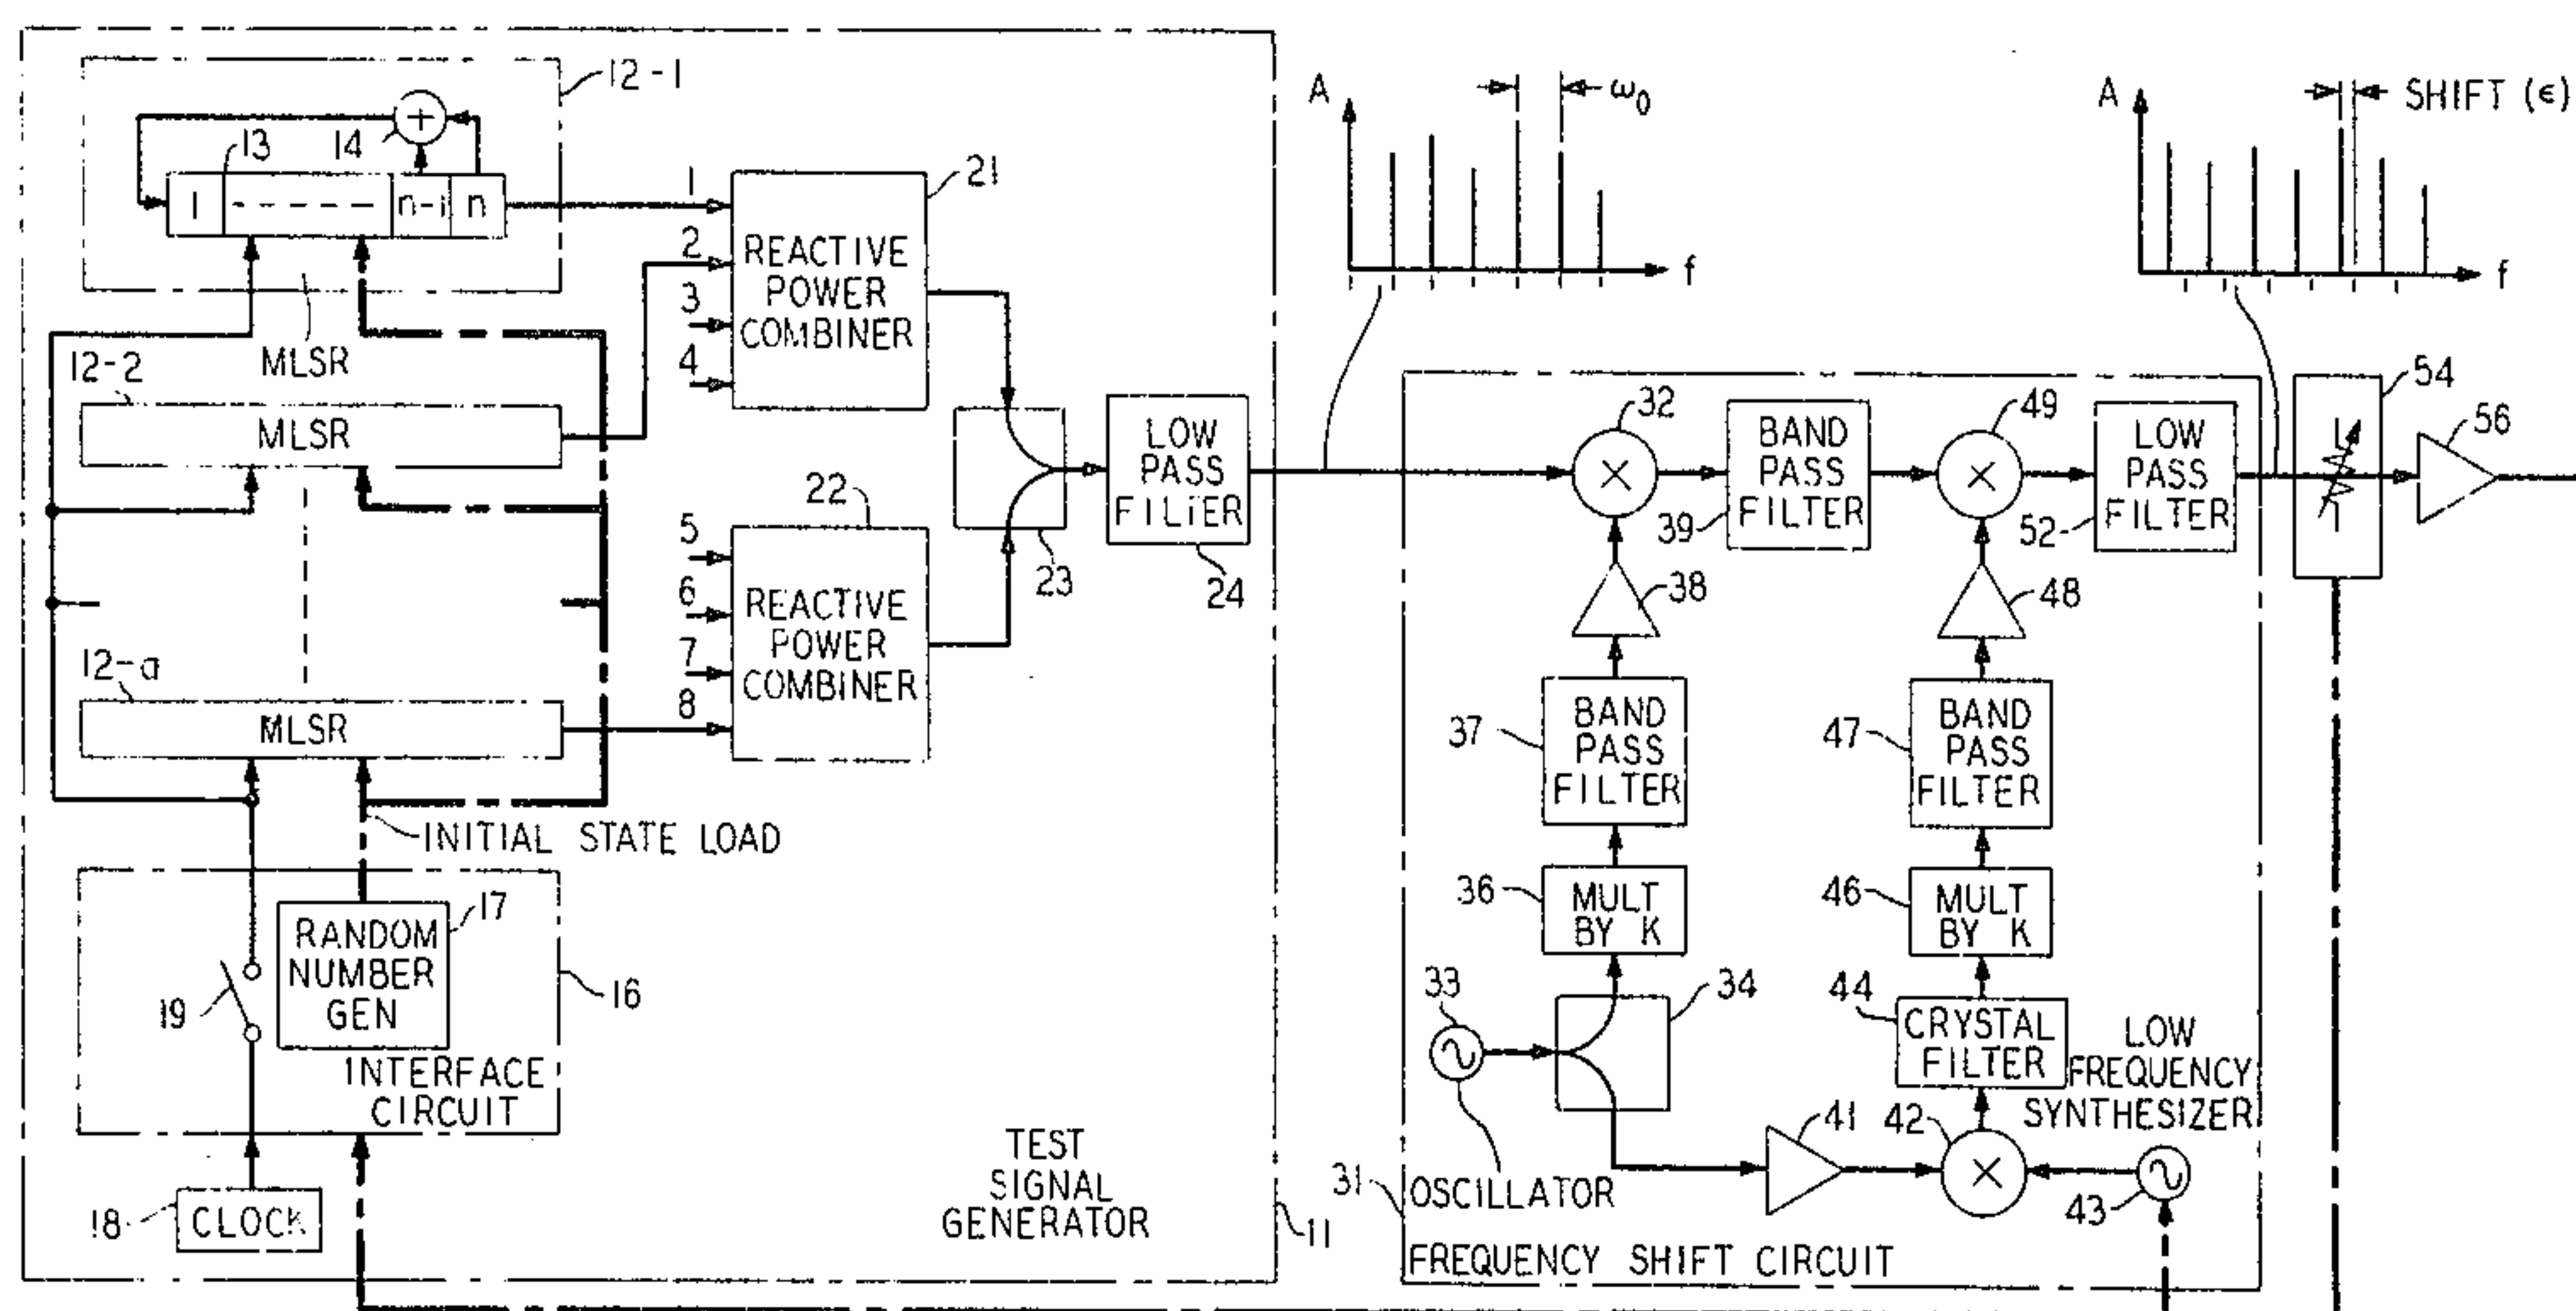 12-1
13
14
+
1
n-i
n
MLSR
12-2
MLSR
12-a
MLSR
INITIAL STATE LOAD
RANDOM
NUMBER
GEN
17
16
19
INTERFACE
CIRCUIT
18
CLOCK
1
2
3
4
REACTIVE
POWER
COMBINER
21
5
6
7
8
REACTIVE
POWER
COMBINER
22
23
LOW
PASS
FILTER
24
TEST
SIGNAL
GENERATOR
11
A
ω0
f
A
SHIFT (ϵ)
f
32
×
BAND
PASS
FILTER
39
49
×
LOW
PASS
FILTER
52
54
56
38
48
37
BAND
PASS
FILTER
47
BAND
PASS
FILTER
36
MULT
BY K
46
MULT
BY K
33
34
44
CRYSTAL
FILTER
LOW
FREQUENCY
SYNTHESIZER
41
42
×
43
31
OSCILLATOR
FREQUENCY SHIFT CIRCUIT